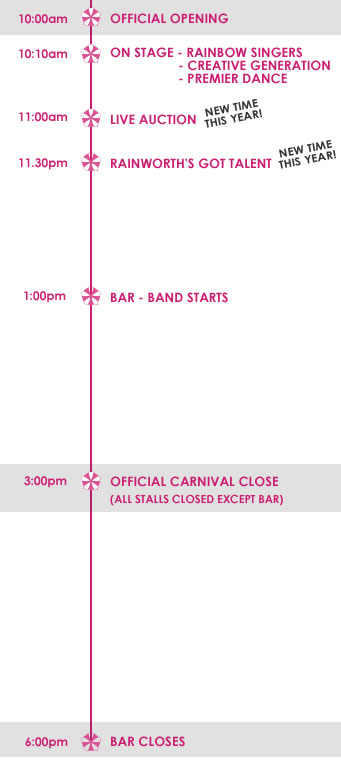 10:00am OFFICIAL OPENING
10:10am ON STAGE - RAINBOW SINGERS
- CREATIVE GENERATION
- PREMIER DANCE
11:00am LIVE AUCTION NEW TIME
THIS YEAR!
11.30pm RAINWORTH'S GOT TALENT NEW TIME
THIS YEAR!
1:00pm BAR - BAND STARTS
3:00pm OFFICIAL CARNIVAL CLOSE
(ALL STALLS CLOSED EXCEPT BAR)
6:00pm BAR CLOSES